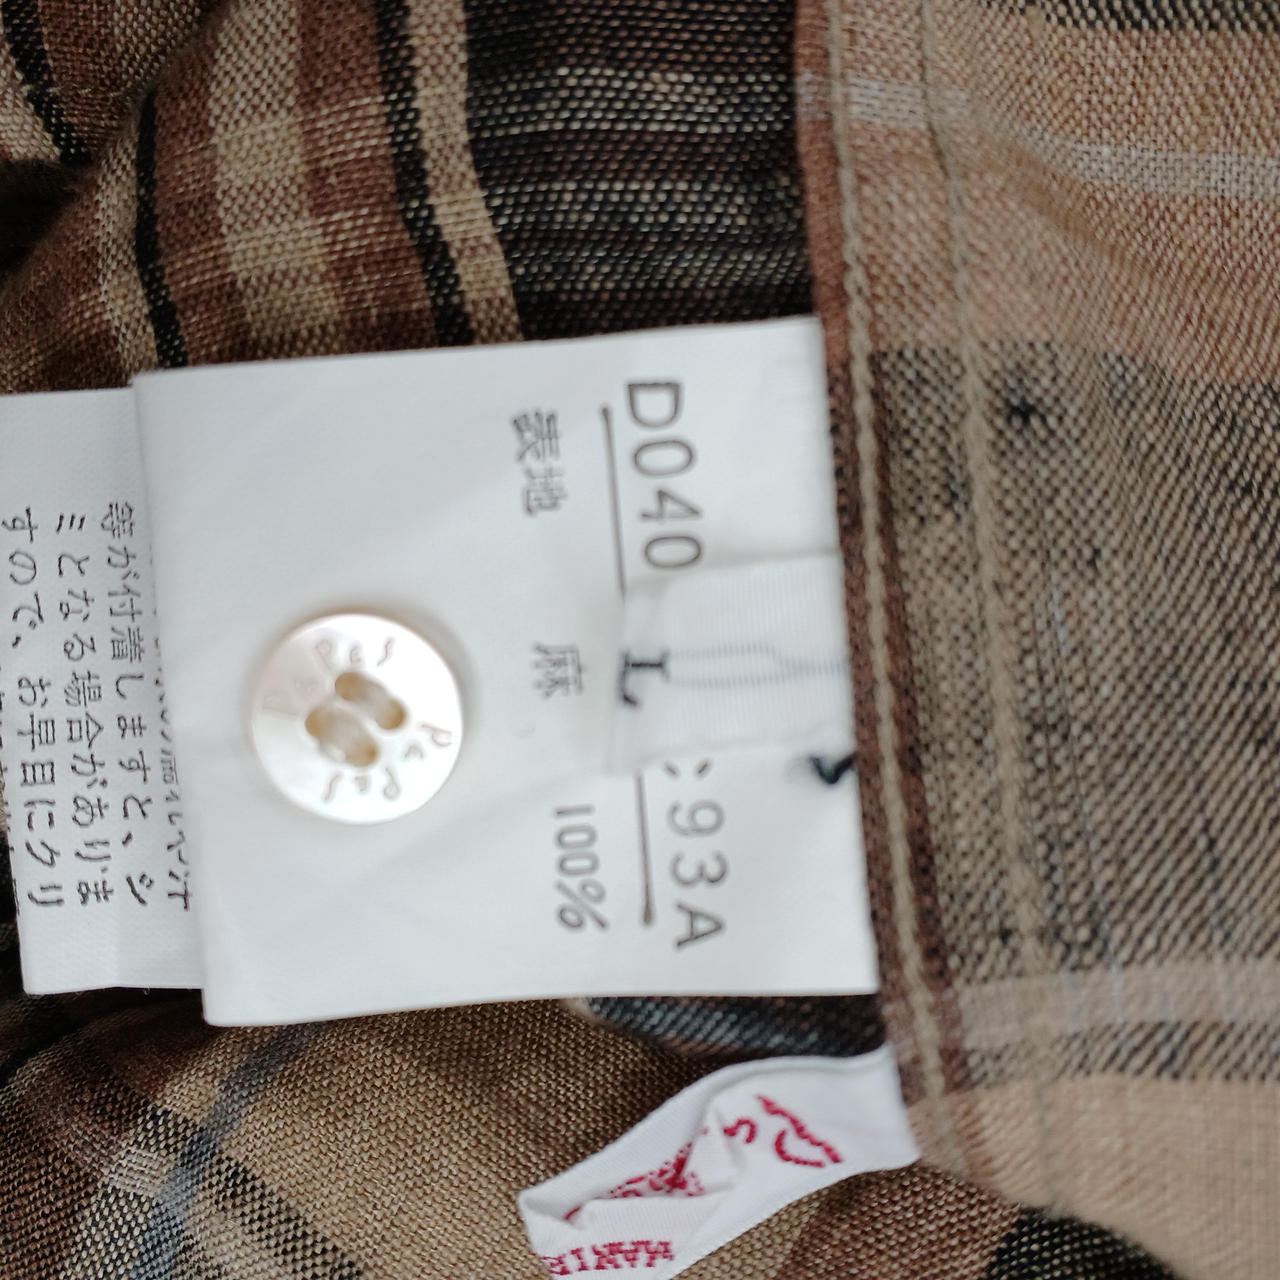 D040
:93A
L
表地
麻 100%
等が付着しますと、シ
ミとなる場合がありま
すので、お早目にクリ